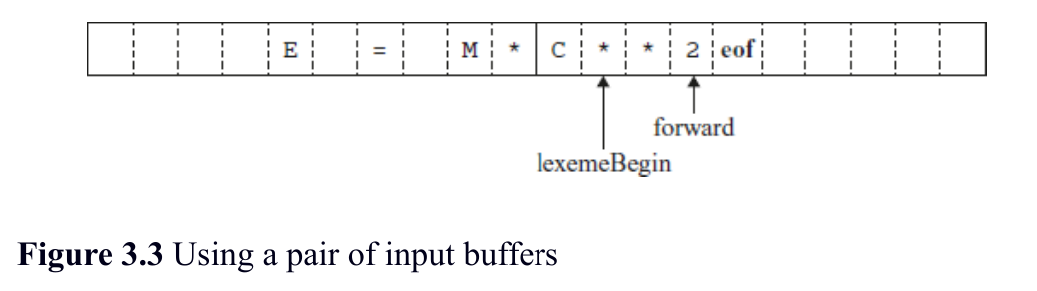 E = M * C * * 2 eof
forward
lexemeBegin
Figure 3.3 Using a pair of input buffers